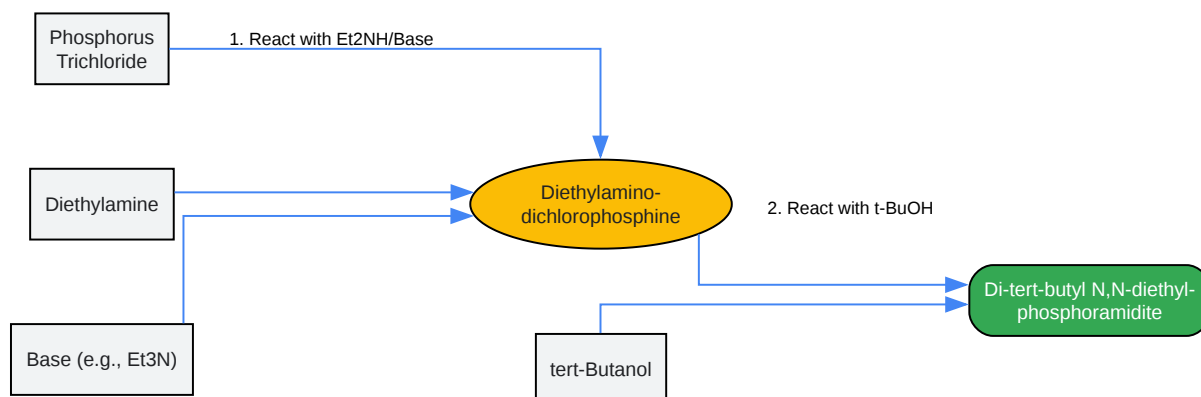 Phosphorus
Trichloride
1. React with Et2NH/Base
Diethylamine
Diethylamino-
dichlorophosphine
2. React with t-BuOH
Di-tert-butyl N,N-diethyl-
phosphoramidite
Base (e.g., Et3N)
tert-Butanol